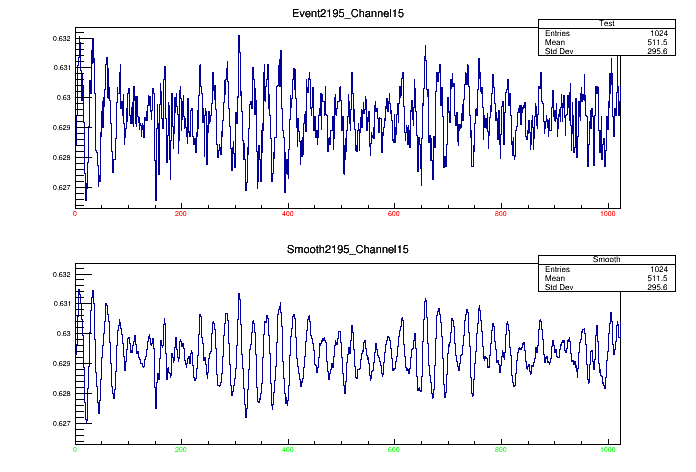 Event2195_Channel15
Test
Entries 1024
Mean 511.5
Std Dev 295.6
0.632
0.631
0.63
0.629
0.628
0.627
0 200 400 600 800 1000
Smooth2195_Channel15
Smooth
Entries 1024
Mean 511.5
Std Dev 295.6
0.632
0.631
0.63
0.629
0.628
0.627
0 200 400 600 800 1000